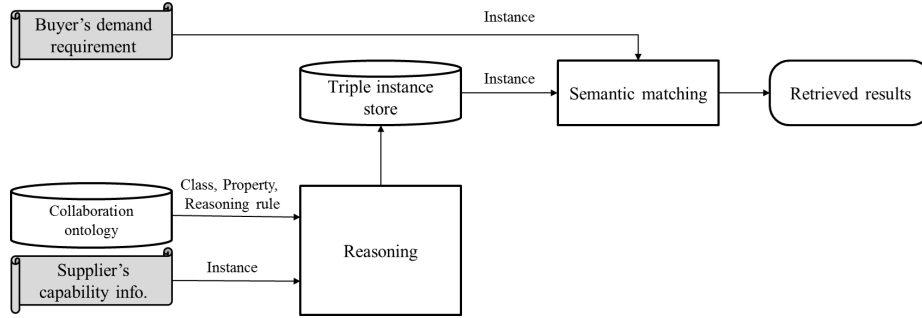 Buyer's demand
requirement
Instance
Triple instance
store
Instance
Semantic matching
Retrieved results
Collaboration
ontology
Class, Property,
Reasoning rule
Reasoning
Supplier's
capability info.
Instance